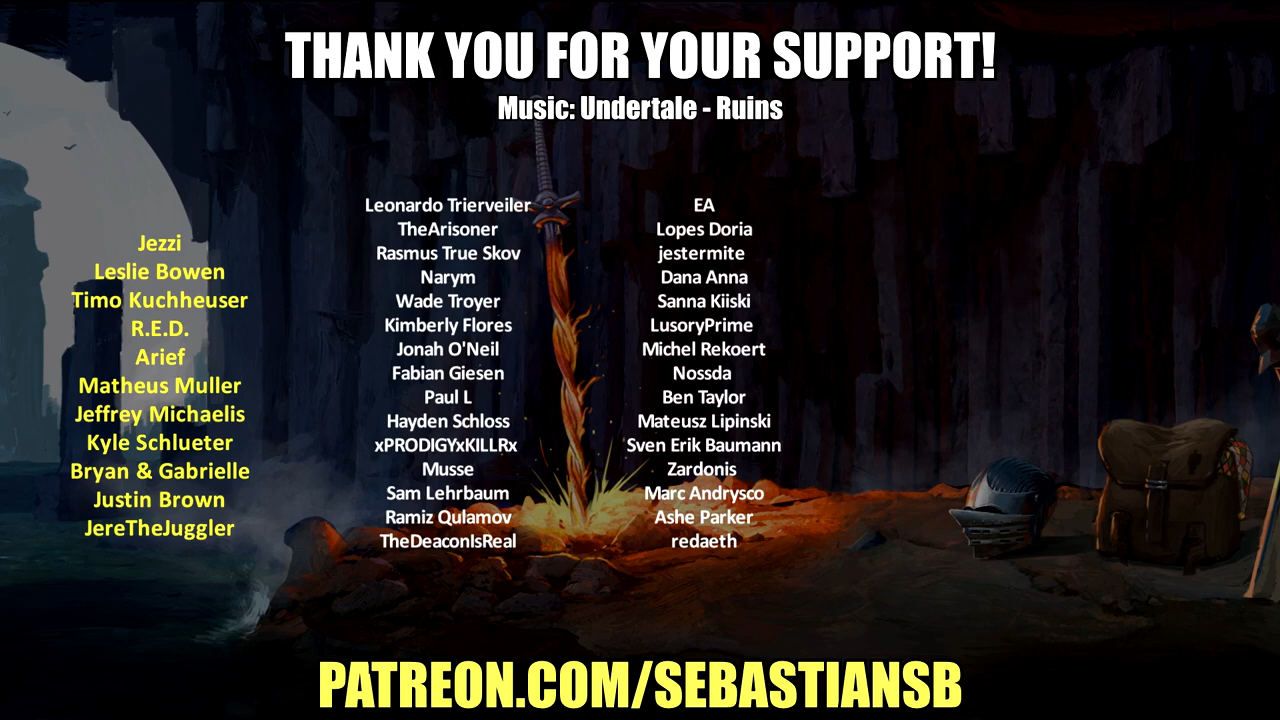 THANK YOU FOR YOUR SUPPORT!
Music: Undertale - Ruins
Jezzi
Leslie Bowen
Timo Kuchheuser
R.E.D.
Arief
Matheus Muller
Jeffrey Michaelis
Kyle Schlueter
Bryan & Gabrielle
Justin Brown
JereTheJuggler
Leonardo Trierveiler
TheArisoner
Rasmus True Skov
Narym
Wade Troyer
Kimberly Flores
Jonah O'Neil
Fabian Giesen
Paul L
Hayden Schloss
xPRODIGYxKILLRx
Musse
Sam Lehrbaum
Ramiz Qulamov
TheDeaconIsReal
EA
Lopes Doria
jestermite
Dana Anna
Sanna Kiiski
LusoryPrime
Michel Rekoert
Nossda
Ben Taylor
Mateusz Lipinski
Sven Erik Baumann
Zardonis
Marc Andrysco
Ashe Parker
redaeth
PATREON.COM/SEBASTIANSB